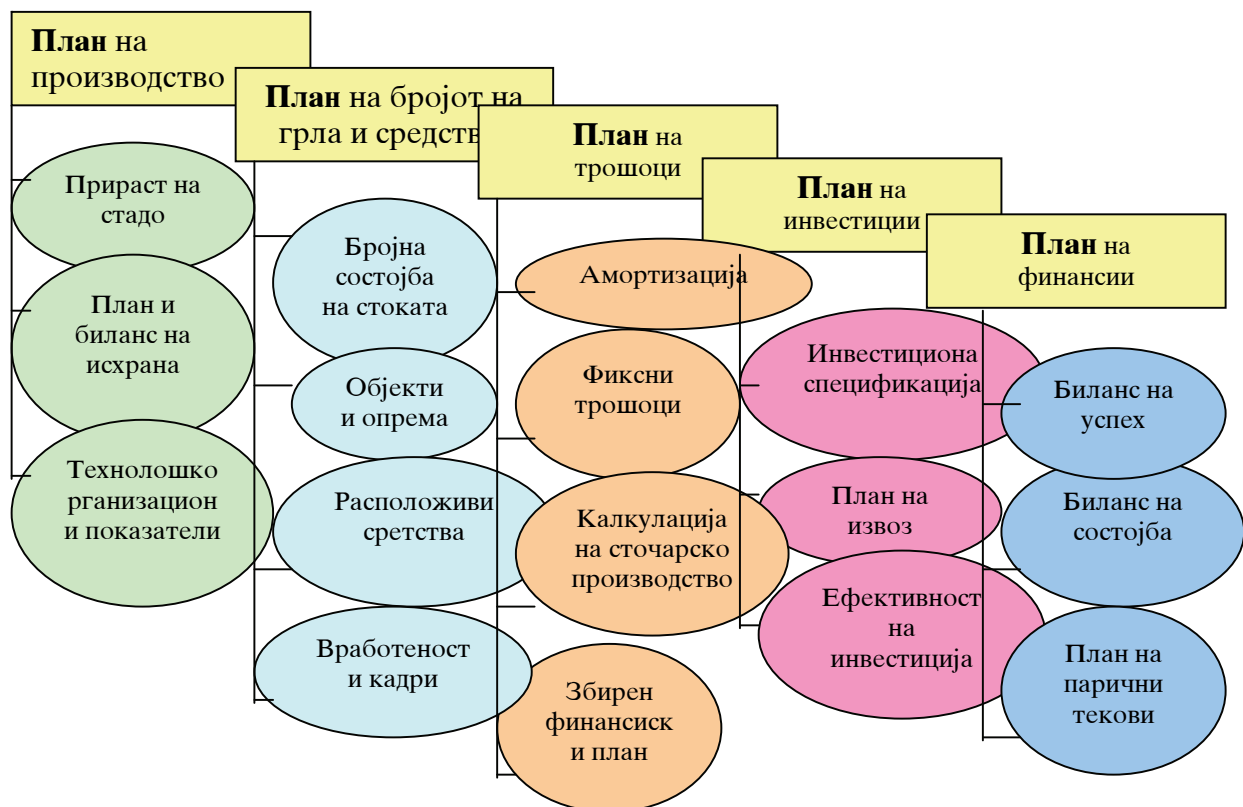 План на
производство
Прираст на
стадо
План и
биланс на
исхрана
Технолошко
рганизацион
и показатели
План на бројот на
грла и средств
Бројна
состојба
на стоката
Објекти
и опрема
Расположиви
сретства
Вработеност
и кадри
План на
трошоци
Амортизација
Фиксни
трошоци
Калкулација
на сточарско
производство
Збирен
финансиск
и план
План на
инвестиции
Инвестициона
спецификација
План на
извоз
Ефективност
на
инвестиција
План на
финансии
Биланс на
успех
Биланс на
состојба
План на
парични
текови